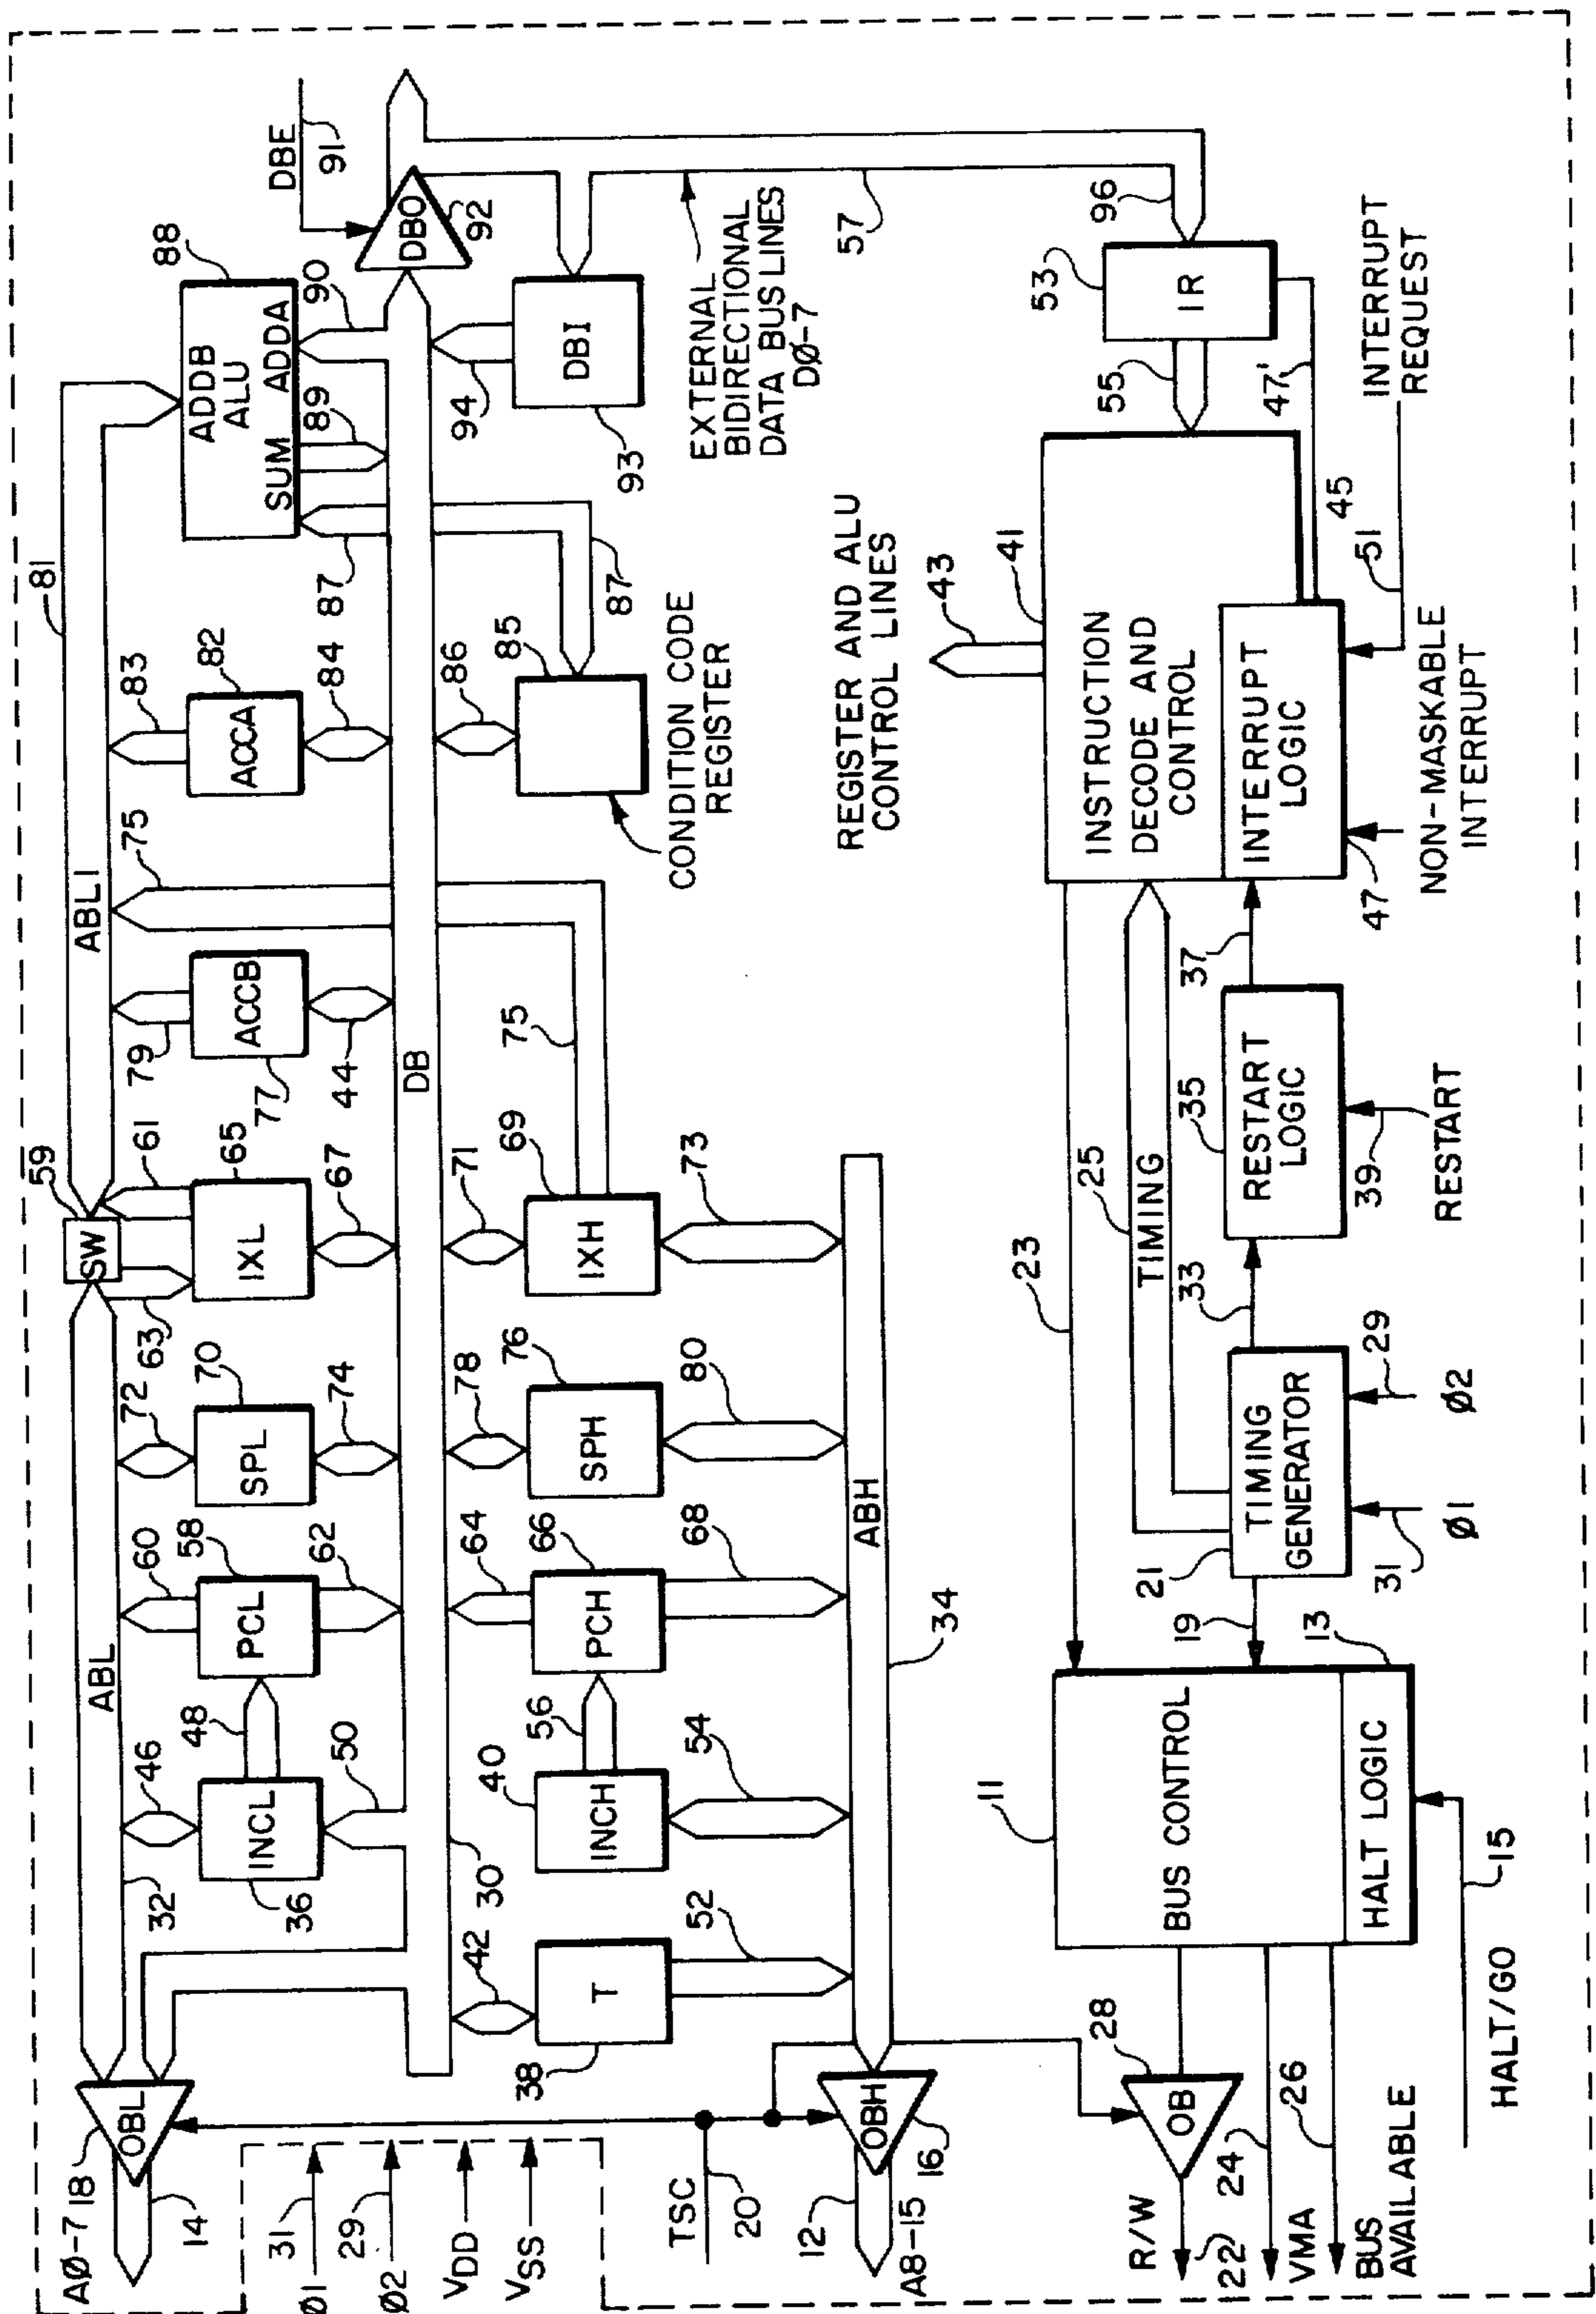 A0-7
18
14
OBL
32
ABL
46
INCL
36
48
50
60
PCL
58
62
72
SPL
70
74
63
59
SW
61
IXL
65
67
79
ACCB
77
44
ABLI
75
83
ACCA
82
84
81
87
ADDB
ALU
SUM ADDA
88
89
90
DBE
91
DBO
92
Ø1
31
Ø2
29
VDD
VSS
30
DB
42
T
38
52
INCH
40
56
54
64
PCH
66
68
78
SPH
76
80
71
IXH
69
73
75
86
85
87
CONDITION CODE
REGISTER
94
DBI
93
EXTERNAL
BIDIRECTIONAL
DATA BUS LINES
DØ-7
57
TSC
20
12
OBH
16
A8-15
ABH
34
R/W
22
OB
28
24
VMA
26
BUS
AVAILABLE
11
BUS CONTROL
HALT LOGIC
13
HALT/GO
15
23
19
21
TIMING
GENERATOR
31
Ø1
29
Ø2
25
TIMING
33
35
RESTART
LOGIC
39
RESTART
37
REGISTER AND ALU
CONTROL LINES
43
41
INSTRUCTION
DECODE AND
CONTROL
INTERRUPT
LOGIC
47
NON-MASKABLE
INTERRUPT
45
51
INTERRUPT
REQUEST
55
47'
53
IR
96